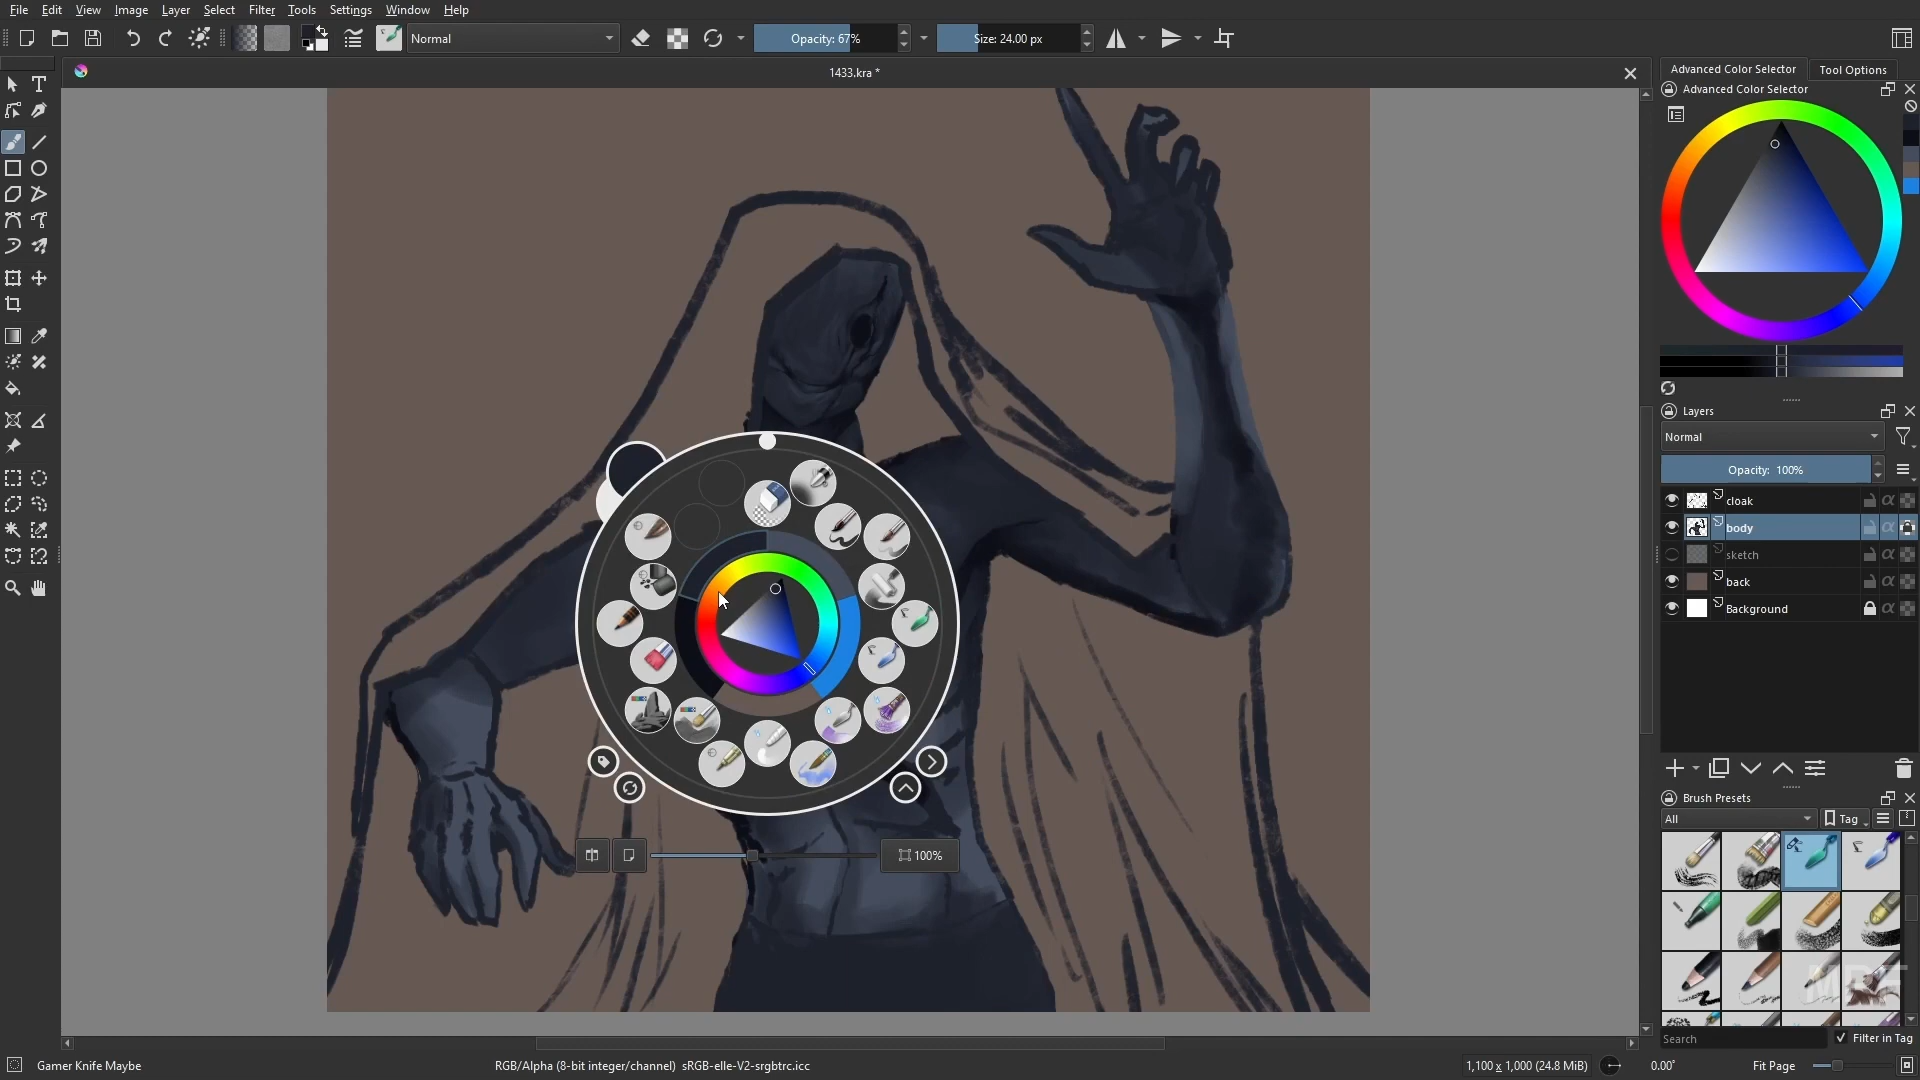 File Edit View Image Layer Select Filter Tools Settings Window Help
Normal
Opacity: 67%
Size: 24.00 px
1433.kra *
Advanced Color Selector
Tool Options
Advanced Color Selector
Layers
Normal
Opacity: 100%
cloak
body
sketch
back
Background
Brush Presets
All
Tag
100%
Search
Filter in Tag
Gamer Knife Maybe
RGB/Alpha (8-bit integer/channel) sRGB-elle-V2-srgbtrc.icc
1,100 x 1,000 (24.8 MiB)
0.00°
Fit Page